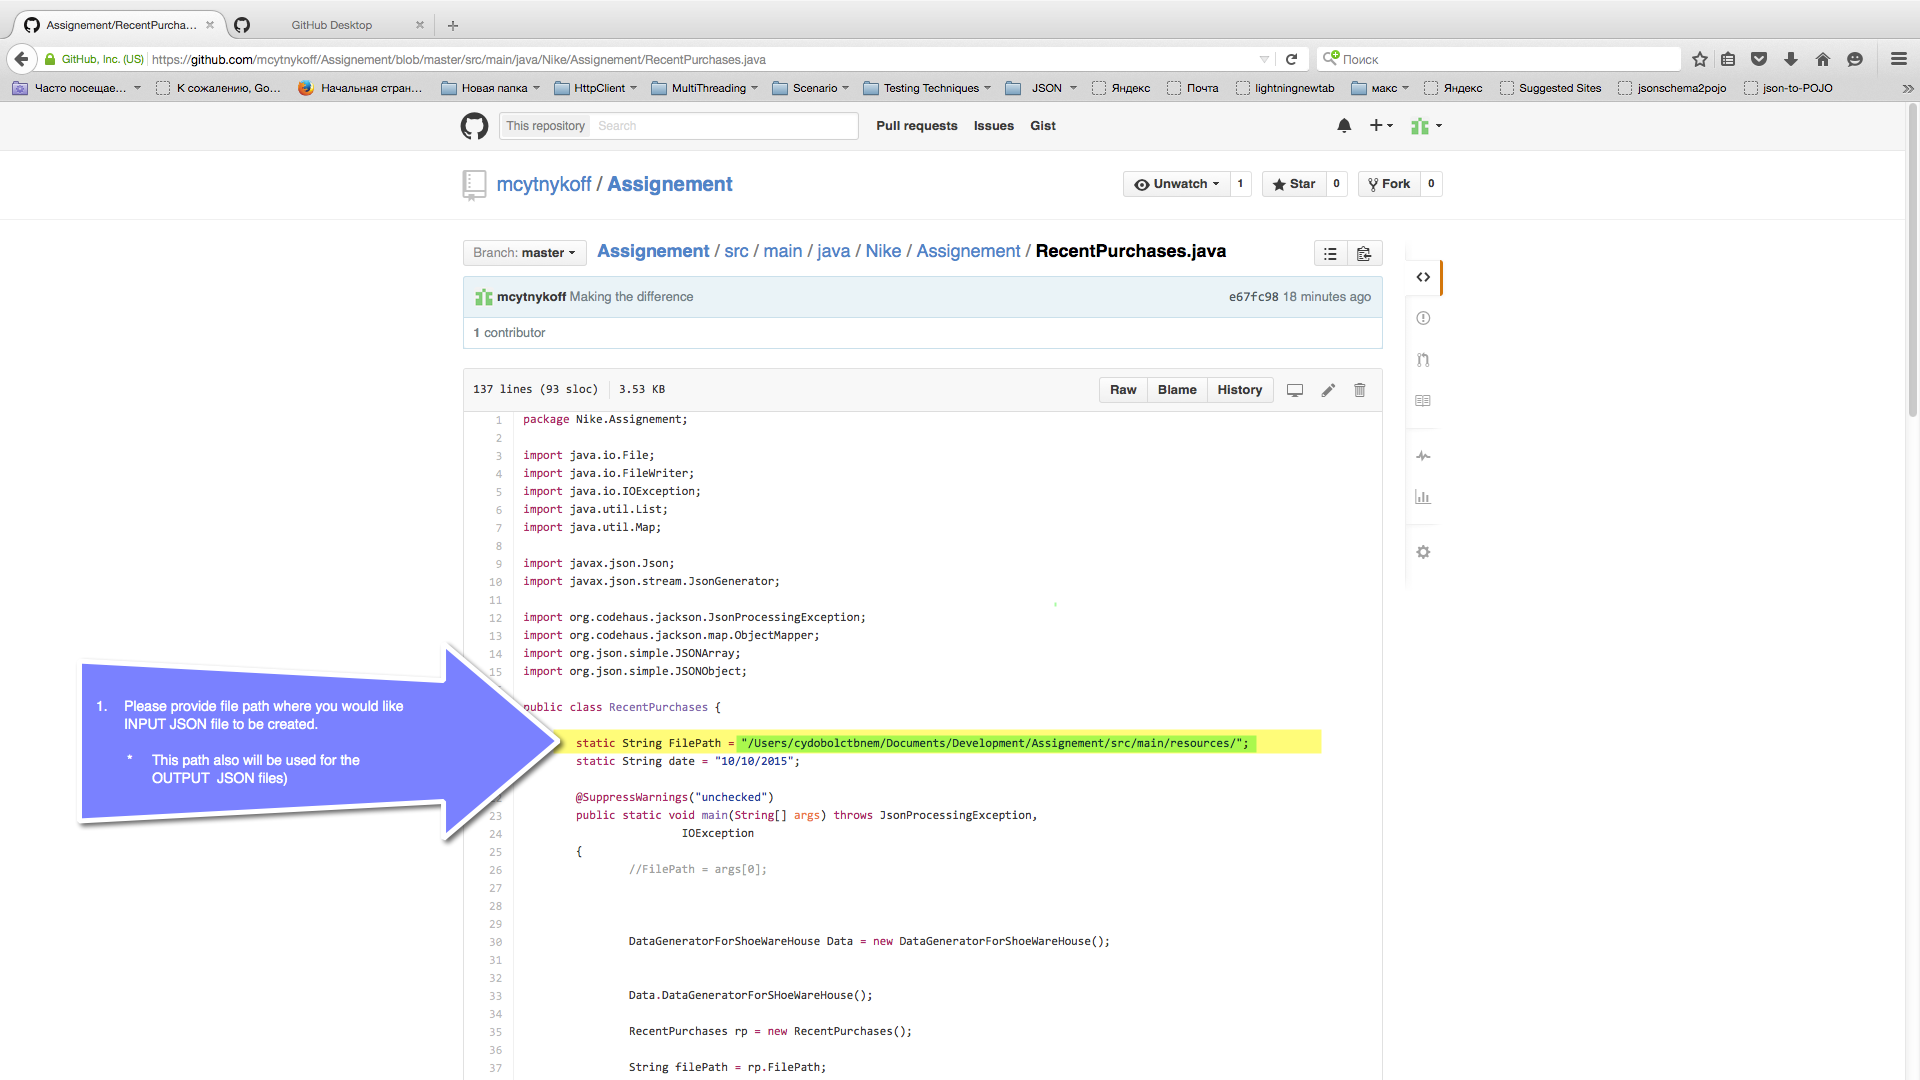 Assignement/RecentPurcha...
GitHub Desktop
GitHub, Inc. (US)
https://github.com/mcytnykoff/Assignement/blob/master/src/main/java/Nike/Assignement/RecentPurchases.java
Поиск
Часто посещае...
К сожалению, Go...
Начальная стран...
Новая папка
HttpClient
MultiThreading
Scenario
Testing Techniques
JSON
Яндекс
Почта
lightningnewtab
макс
Яндекс
Suggested Sites
jsonschema2pojo
json-to-POJO
This repository Search
Pull requests Issues Gist
mcytnykoff / Assignement
Unwatch 1
Star 0
Fork 0
Branch: master
Assignement / src / main / java / Nike / Assignement / RecentPurchases.java
mcytnykoff Making the difference
e67fc98 18 minutes ago
1 contributor
137 lines (93 sloc) 3.53 KB
Raw Blame History
1 package Nike.Assignement;
2
3 import java.io.File;
4 import java.io.FileWriter;
5 import java.io.IOException;
6 import java.util.List;
7 import java.util.Map;
8
9 import javax.json.Json;
10 import javax.json.stream.JsonGenerator;
11
12 import org.codehaus.jackson.JsonProcessingException;
13 import org.codehaus.jackson.map.ObjectMapper;
14 import org.json.simple.JSONArray;
15 import org.json.simple.JSONObject;
public class RecentPurchases {
static String FilePath = "/Users/cydobolctbnem/Documents/Development/Assignement/src/main/resources/";
static String date = "10/10/2015";
@SuppressWarnings("unchecked")
23 public static void main(String[] args) throws JsonProcessingException,
24 IOException
25 {
26 //FilePath = args[0];
27
28
29
30 DataGeneratorForShoeWareHouse Data = new DataGeneratorForShoeWareHouse();
31
32
33 Data.DataGeneratorForSHoeWareHouse();
34
35 RecentPurchases rp = new RecentPurchases();
36
37 String filePath = rp.FilePath;
1. Please provide file path where you would like
INPUT JSON file to be created.
* This path also will be used for the
OUTPUT JSON files)